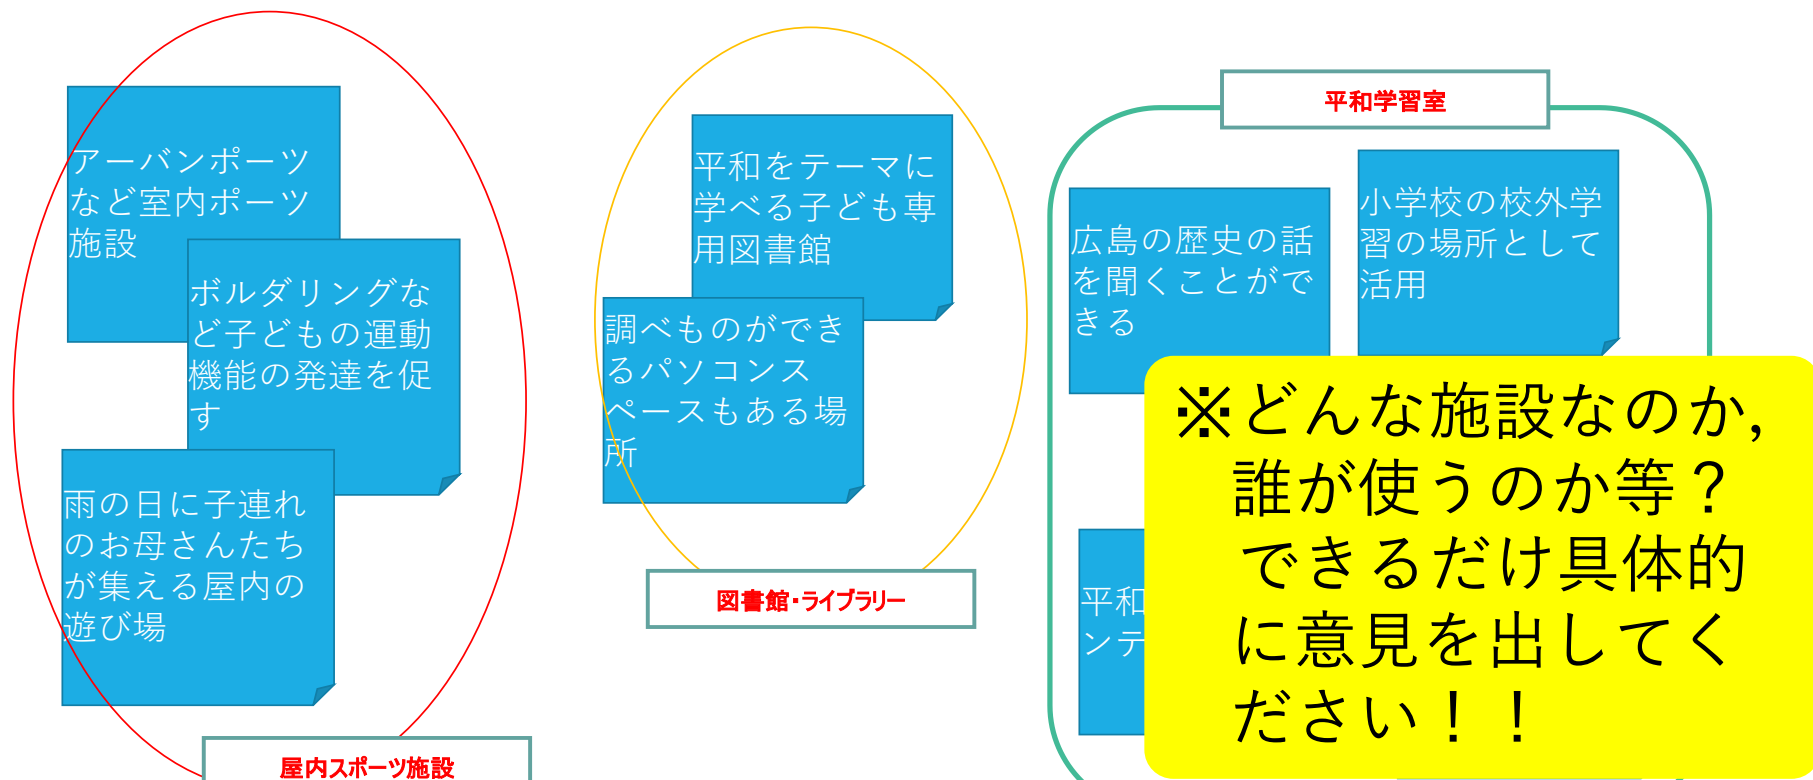 アーバンポーツ
など室内ポーツ
施設
ボルダリングな
ど子どもの運動
機能の発達を促
す
雨の日に子連れ
のお母さんたち
が集える屋内の
遊び場
屋内スポーツ施設
平和をテーマに
学べる子ども専
用図書館
調べものができ
るパソコンス
ペースもある場
所
図書館・ライブラリー
平和学習室
広島の歴史の話
を聞くことがで
きる
小学校の校外学
習の場所として
活用
平和
ンテ
※どんな施設なのか,
誰が使うのか等？
できるだけ具体的
に意見を出してく
ださい！！